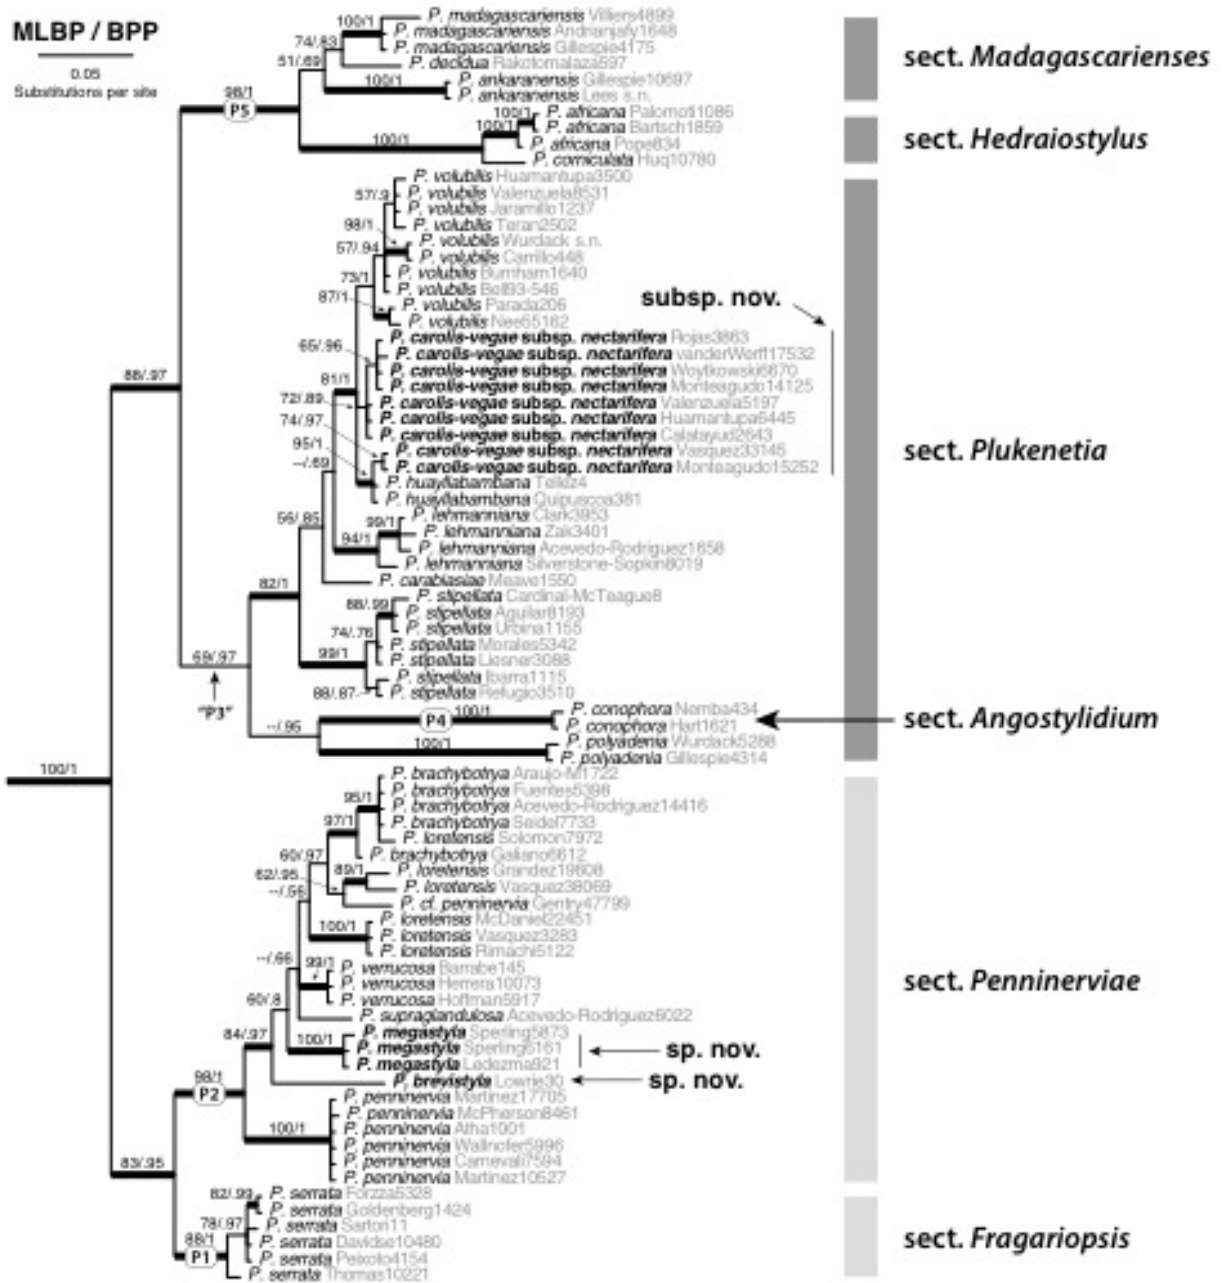 MLBP / BPP
0.05
Substitutions per site
P. madagascariensis Villiers4899
100/1
P. madagascariensis Andrianjafy1648
74/.83
P. madagascariensis Gillespie4175
51/.69
P. decidua Rakotomalaza597
sect. Madagascarienses
100/1
P. ankaranensis Gillespie10697
P. ankaranensis Lees s.n.
98/1
P5
100/1
P. africana Palomoti1086
100/1
P. africana Bartsch1859
100/1
P. africana Pope834
P. corniculata Huq10780
sect. Hedraiostylus
P. volubilis Huamantupa3500
57/.9
P. volubilis Valenzuela8531
P. volubilis Jaramillo1237
P. volubilis Teran2502
98/1
P. volubilis Wurdack s.n.
57/.94
P. volubilis Carrillo448
73/1
P. volubilis Burnham1640
P. volubilis Bell93-546
87/1
P. volubilis Parada206
P. volubilis Nee55162
subsp. nov.
P. carolis-vegae subsp. nectarifera Rojas3863
65/.96
P. carolis-vegae subsp. nectarifera vanderWerff17532
P. carolis-vegae subsp. nectarifera Woytkowski6670
81/1
P. carolis-vegae subsp. nectarifera Monteagudo14125
88/.97
72/.89
P. carolis-vegae subsp. nectarifera Valenzuela5197
74/.97
P. carolis-vegae subsp. nectarifera Huamantupa5445
95/1
P. carolis-vegae subsp. nectarifera Calatayud2643
--/.69
P. carolis-vegae subsp. nectarifera Vasquez33145
P. carolis-vegae subsp. nectarifera Monteagudo15252
sect. Plukenetia
P. huayllabambana Tellez4
P. huayllabambana Quipuscoa381
56/.85
P. lehmanniana Clark3953
99/1
P. lehmanniana Zak3401
94/1
P. lehmanniana Acevedo-Rodriguez1658
P. lehmanniana Silverstone-Sopkin8019
82/1
P. carabiasiae Meave1550
P. stipellata Cardinal-McTeague8
88/.99
P. stipellata Aguilar8193
P. stipellata Urbina1155
74/.76
P. stipellata Morales5342
99/1
P. stipellata Liesner3088
69/.97
P. stipellata Ibarra1115
88/.87
P. stipellata Refugio3510
"P3"
P4
100/1
P. conophora Nemba434
P. conophora Hart1621
sect. Angostylidium
--/.95
100/1
P. polyadenia Wurdack5288
P. polyadenia Gillespie4314
100/1
P. brachybotrya Araujo-M1722
P. brachybotrya Fuentes5398
95/1
P. brachybotrya Acevedo-Rodriguez14416
97/1
P. brachybotrya Seidel7733
P. loretensis Solomon7972
60/.97
P. brachybotrya Galiano6612
62/.95
89/1
P. loretensis Grandez19608
--/.56
P. loretensis Vasquez38069
P. cf. penninervia Gentry47799
P. loretensis McDaniel22451
100/1
P. loretensis Vasquez3283
P. loretensis Rimachi5122
--/.66
99/1
P. verrucosa Barrabe145
P. verrucosa Herrera10073
P. verrucosa Hoffman5917
sect. Penninerviae
60/.8
P. supraglandulosa Acevedo-Rodriguez6022
84/.97
100/1
P. megastyla Sperling5873
P. megastyla Sperling6161
sp. nov.
P. megastyla Ledezma921
P. brevistyla Lowrie30
sp. nov.
98/1
P2
P. penninervia Martinez17705
P. penninervia McPherson8461
100/1
P. penninervia Atha1001
P. penninervia Wallnofer5996
83/.95
P. penninervia Carnevali7594
P. penninervia Martinez10527
82/.99
P. serrata Forzza5328
P. serrata Goldenberg1424
78/.97
P. serrata Sartori11
88/1
P. serrata Davidse10480
sect. Fragariopsis
P1
P. serrata Peixoto4154
P. serrata Thomas10221